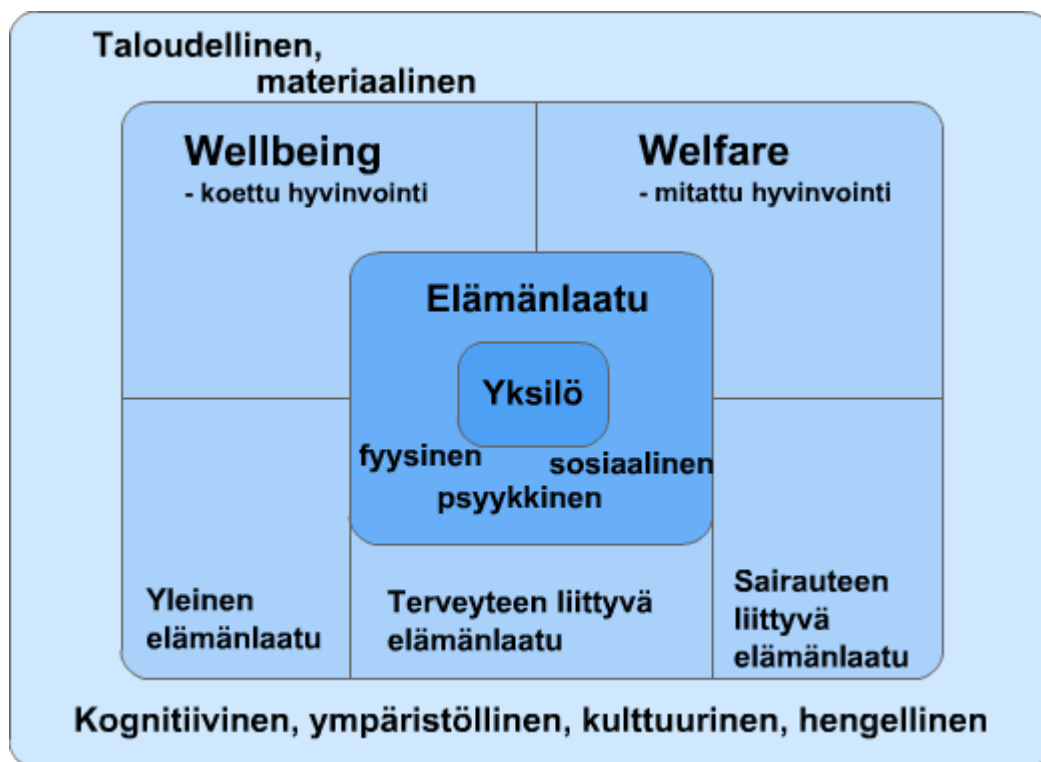 Taloudellinen,
materiaalinen
Wellbeing
- koettu hyvinvointi
Welfare
- mitattu hyvinvointi
Elämänlaatu
Yksilö
fyysinen
sosiaalinen
psyykkinen
Yleinen
elämänlaatu
Terveyteen liittyvä
elämänlaatu
Sairauteen
liittyvä
elämänlaatu
Kognitiivinen, ympäristöllinen, kulttuurinen, hengellinen